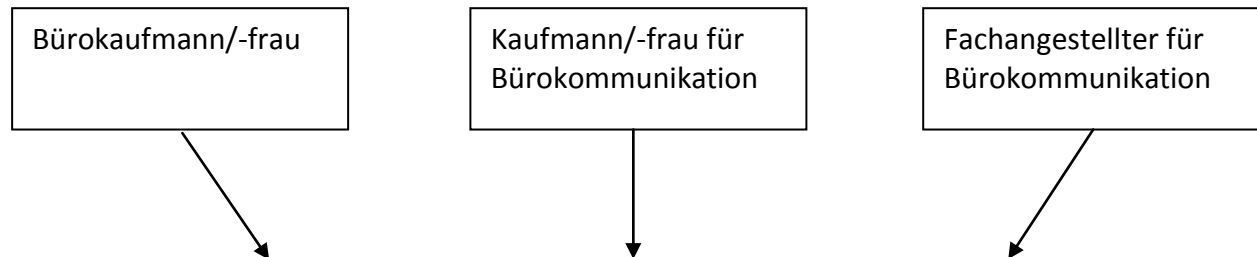 Bürokaufmann/-frau
Kaufmann/-frau für
Bürokommunikation
Fachangestellter für
Bürokommunikation